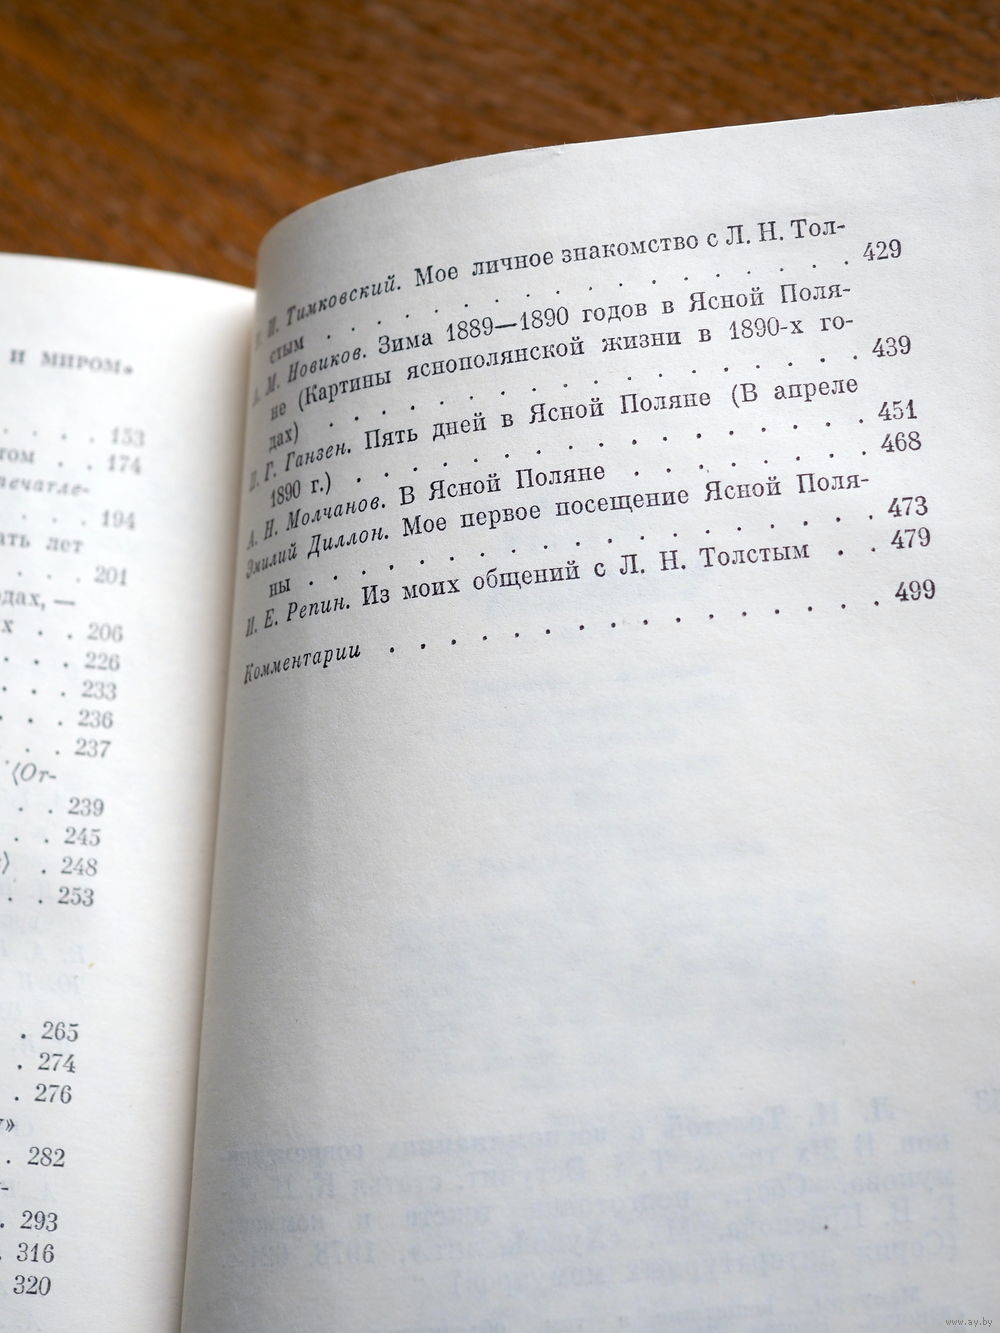 И МИРОМ»
. . . . 153
том . . 174
печатле-
. . . . 194
ать лет
. . . 201
одах, —
х . . 206
. . . 226
. . . 233
. . . 236
. . . 237
⟨От-
. . 239
. . 245
⟩ . 248
. . 253
. 265
. 274
. 276
»
. 282
. 293
. 316
320
И. Тимковский. Мое личное знакомство с Л. Н. Тол-
стым . . . . . . . . . . . . . . . . . . 429
А. М. Новиков. Зима 1889—1890 годов в Ясной Поля-
не (Картины яснополянской жизни в 1890-х го-
дах) . . . . . . . . . . . . . . . . . . 439
П. Г. Ганзен. Пять дней в Ясной Поляне (В апреле
1890 г.) . . . . . . . . . . . . . . . . . 451
А. Н. Молчанов. В Ясной Поляне . . . . . . . . 468
Эмилий Диллон. Мое первое посещение Ясной Поля-
ны . . . . . . . . . . . . . . . . . . . 473
И. Е. Репин. Из моих общений с Л. Н. Толстым . . 479
Комментарии . . . . . . . . . . . . . . . . . 499
www.ay.by